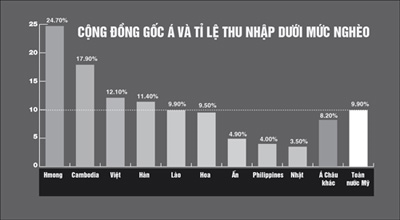 CỘNG ĐỒNG GỐC Á VÀ TỈ LỆ THU NHẬP DƯỚI MỨC NGHÈO
25
20
15
10
5
0
24.70%
17.90%
12.10%
11.40%
9.90%
9.50%
4.90%
4.00%
3.50%
8.20%
9.90%
Hmong
Cambodia
Việt
Hàn
Lào
Hoa
Ấn
Philippines
Nhật
Á Châu
khác
Toàn
nước Mỹ